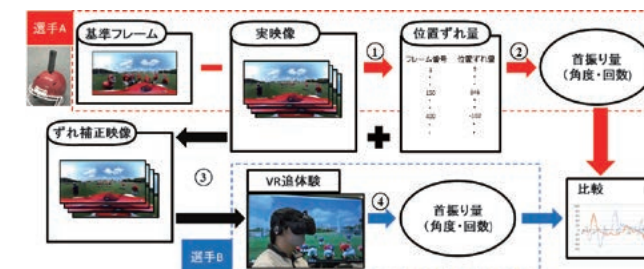 選手A
基準フレーム
実映像
①
位置ずれ量
②
フレーム番号 位置ずれ量
首振り量
(角度・回数)
ずれ補正映像
③
VR追体験
④
首振り量
(角度・回数)
比較
選手B